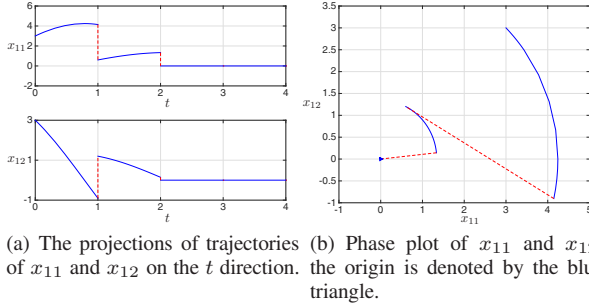 6
4
x11 2
0
-2
0 1 2 3 4
t
3
x12 1
-1
0 1 2 3 4
t
3.5
3
2.5
2
1.5
x12
1
0.5
0
-0.5
-1
-1 0 1 2 3 4 5
x11
(a) The projections of trajectories
of x11 and x12 on the t direction.
(b) Phase plot of x11 and
the origin is denoted by the
triangle.